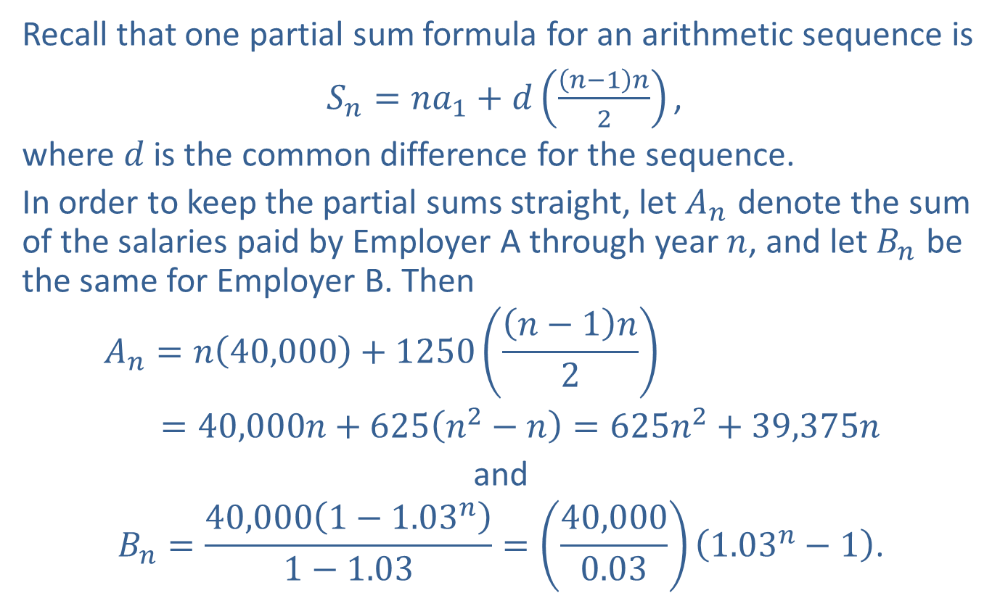 Recall that one partial sum formula for an arithmetic sequence is
$S_n = na_1 + d\left(\frac{(n-1)n}{2}\right),$
where $d$ is the common difference for the sequence.
In order to keep the partial sums straight, let $A_n$ denote the sum
of the salaries paid by Employer A through year $n$, and let $B_n$ be
the same for Employer B. Then
$A_n = n(40,000) + 1250\left(\frac{(n-1)n}{2}\right)$
$= 40,000n + 625(n^2 - n) = 625n^2 + 39,375n$
and
$B_n = \frac{40,000(1 - 1.03^n)}{1 - 1.03} = \left(\frac{40,000}{0.03}\right)(1.03^n - 1).$